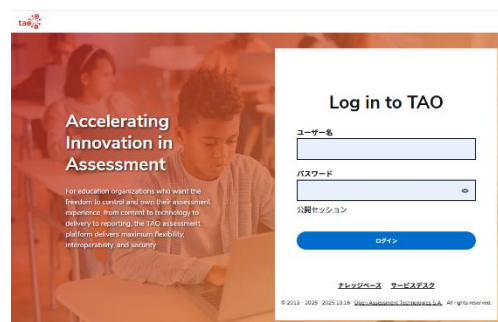 tao
Accelerating
Innovation in
Assessment
For education organizations who want the
freedom to control and own their assessment
experience, from content to technology to
delivery to reporting, the TAO assessment
platform delivers maximum flexibility,
interoperability, and security
Log in to TAO
ユーザー名
パスワード
公開セッション
ログイン
ナレッジベース サービスデスク
© 2013 - 2025 · 2025.10.16 · Open Assessment Technologies S.A. · All rights reserved.